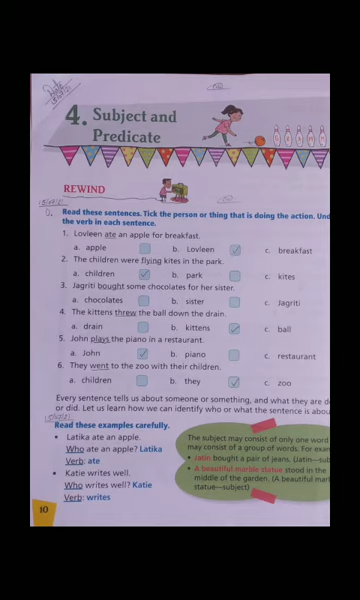 4. Subject and
Predicate
REWIND
Read these sentences. Tick the person or thing that is doing the action. Und
the verb in each sentence.
1. Lovleen ate an apple for breakfast.
a. apple b. Lovleen c. breakfast
2. The children were flying kites in the park.
a. children b. park c. kites
3. Jagriti bought some chocolates for her sister.
a. chocolates b. sister c. Jagriti
4. The kittens threw the ball down the drain.
a. drain b. kittens c. ball
5. John plays the piano in a restaurant.
a. John b. piano c. restaurant
6. They went to the zoo with their children.
a. children b. they c. zoo
Every sentence tells us about someone or something, and what they are d
or did. Let us learn how we can identify who or what the sentence is abou
Read these examples carefully.
• Latika ate an apple.
Who ate an apple? Latika
Verb: ate
• Katie writes well.
Who writes well? Katie
Verb: writes
The subject may consist of only one word
may consist of a group of words. For exam
• Jatin bought a pair of jeans. (Jatin—sub
• A beautiful marble statue stood in the
middle of the garden. (A beautiful mar
statue—subject)
10